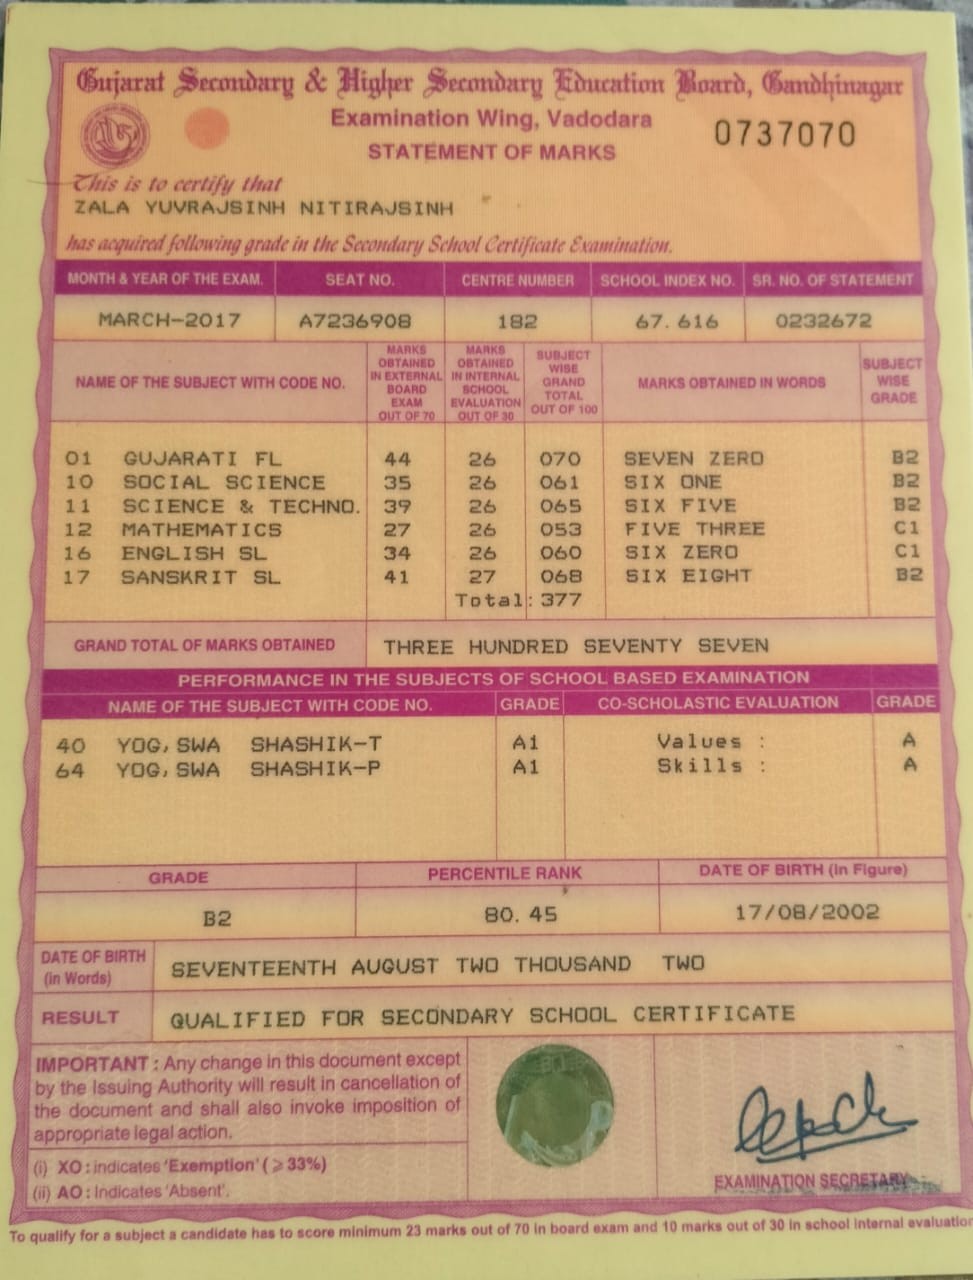 Gujarat Secondary & Higher Secondary Education Board, Gandhinagar
Examination Wing, Vadodara
0737070
STATEMENT OF MARKS
This is to certify that
ZALA YUVRAJSINH NITIRAJSINH
has acquired following grade in the Secondary School Certificate Examination.
MONTH & YEAR OF THE EXAM. SEAT NO. CENTRE NUMBER SCHOOL INDEX NO. SR. NO. OF STATEMENT
MARCH-2017 A7236908 182 67.616 0232672
NAME OF THE SUBJECT WITH CODE NO. MARKS OBTAINED IN EXTERNAL BOARD EXAM OUT OF 70 MARKS OBTAINED IN INTERNAL SCHOOL EVALUATION OUT OF 30 SUBJECT WISE GRAND TOTAL OUT OF 100 MARKS OBTAINED IN WORDS SUBJECT WISE GRADE
01 GUJARATI FL 44 26 070 SEVEN ZERO B2
10 SOCIAL SCIENCE 35 26 061 SIX ONE B2
11 SCIENCE & TECHNO. 39 26 065 SIX FIVE B2
12 MATHEMATICS 27 26 053 FIVE THREE C1
16 ENGLISH SL 34 26 060 SIX ZERO C1
17 SANSKRIT SL 41 27 068 SIX EIGHT B2
Total: 377
GRAND TOTAL OF MARKS OBTAINED THREE HUNDRED SEVENTY SEVEN
PERFORMANCE IN THE SUBJECTS OF SCHOOL BASED EXAMINATION
NAME OF THE SUBJECT WITH CODE NO. GRADE CO-SCHOLASTIC EVALUATION GRADE
40 YOG, SWA SHASHIK-T A1 Values : A
64 YOG, SWA SHASHIK-P A1 Skills : A
GRADE PERCENTILE RANK DATE OF BIRTH (In Figure)
B2 80.45 17/08/2002
DATE OF BIRTH (in Words) SEVENTEENTH AUGUST TWO THOUSAND TWO
RESULT QUALIFIED FOR SECONDARY SCHOOL CERTIFICATE
IMPORTANT : Any change in this document except
by the Issuing Authority will result in cancellation of
the document and shall also invoke imposition of
appropriate legal action.
(i) XO : indicates 'Exemption' (⩾ 33%)
(ii) AO : Indicates 'Absent'.
EXAMINATION SECRETARY
To qualify for a subject a candidate has to score minimum 23 marks out of 70 in board exam and 10 marks out of 30 in school internal evaluation